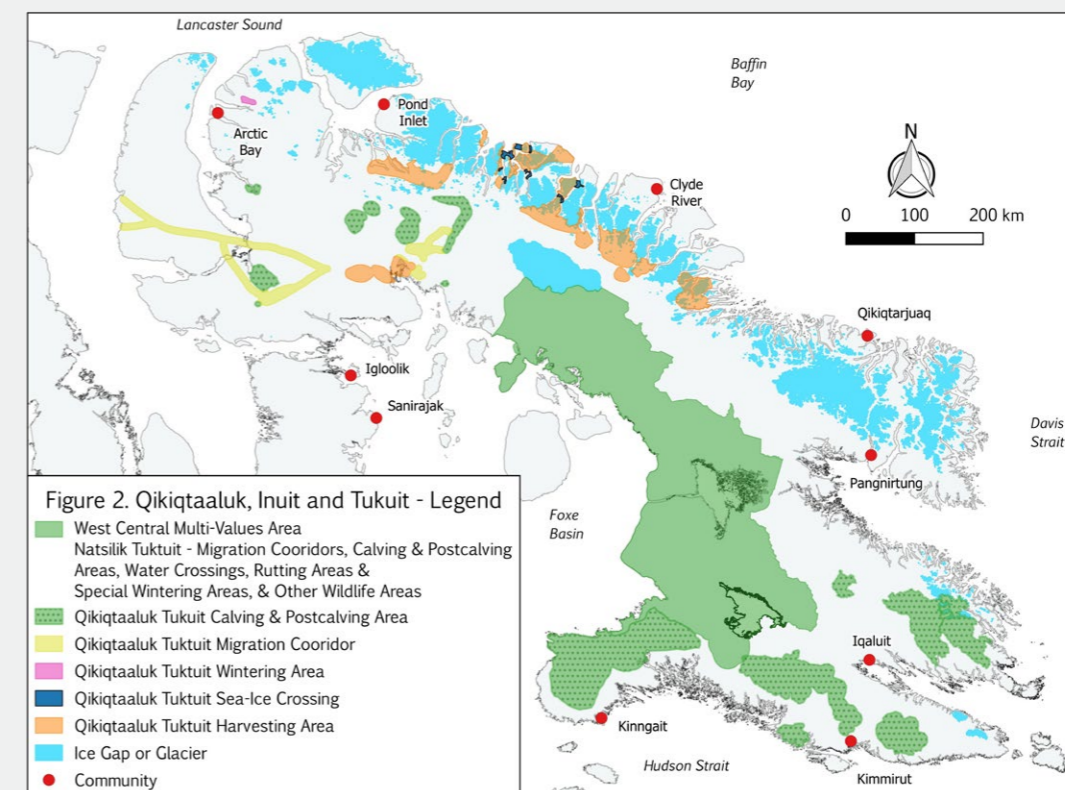 Lancaster Sound
Baffin
Bay
Pond
Inlet
Arctic
Bay
N
Clyde
River
0 100 200 km
Qikiqtarjuaq
Igloolik
Sanirajak
Davis
Strait
Pangnirtung
Foxe
Basin
Iqaluit
Kinngait
Hudson Strait
Kimmirut
Figure 2. Qikiqtaaluk, Inuit and Tukuit - Legend
West Central Multi-Values Area
Natsilik Tuktuit - Migration Cooridors, Calving & Postcalving
Areas, Water Crossings, Rutting Areas &
Special Wintering Areas, & Other Wildlife Areas
Qikiqtaaluk Tukuit Calving & Postcalving Area
Qikiqtaaluk Tuktuit Migration Cooridor
Qikiqtaaluk Tuktuit Wintering Area
Qikiqtaaluk Tuktuit Sea-Ice Crossing
Qikiqtaaluk Tuktuit Harvesting Area
Ice Gap or Glacier
Community